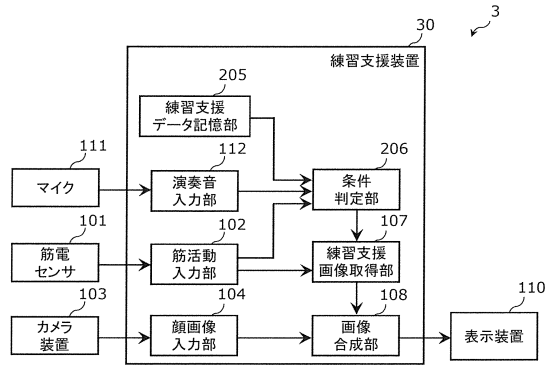 3
30
練習支援装置
205
練習支援
データ記憶部
111
マイク
112
演奏音
入力部
206
条件
判定部
101
筋電
センサ
102
筋活動
入力部
107
練習支援
画像取得部
103
カメラ
装置
104
顔画像
入力部
108
画像
合成部
110
表示装置